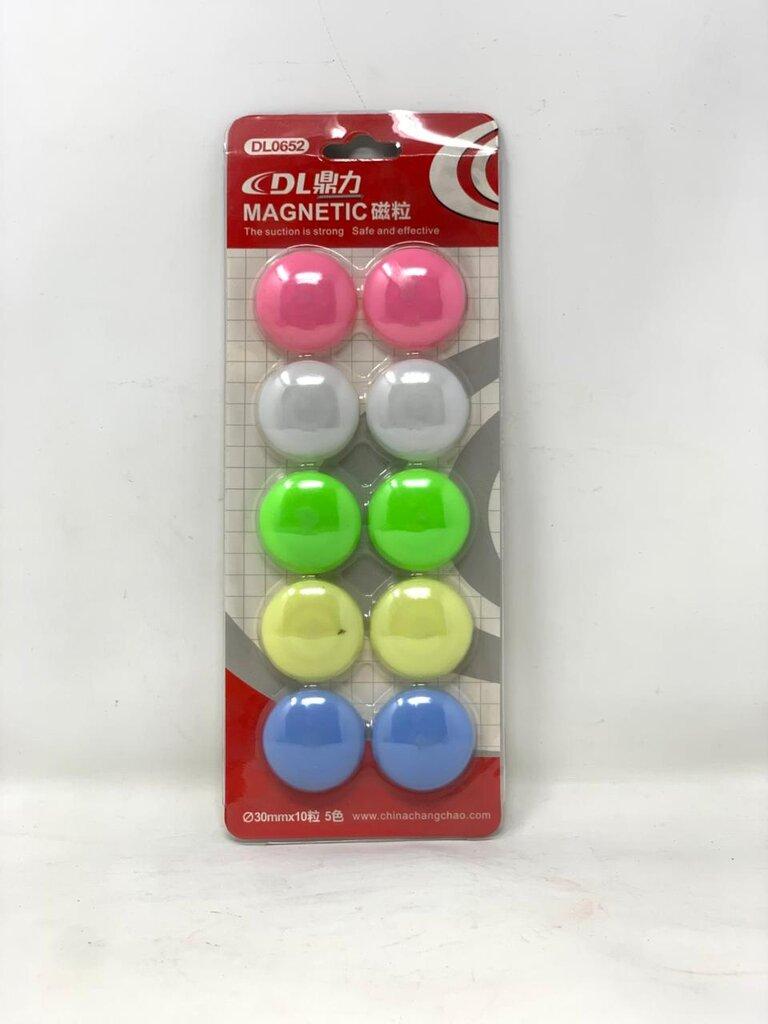 DL0652
DL鼎力
MAGNETIC磁粒
The suction is strong Safe and effective
Ø30mmx10粒 5色 www.chinachangchao.com